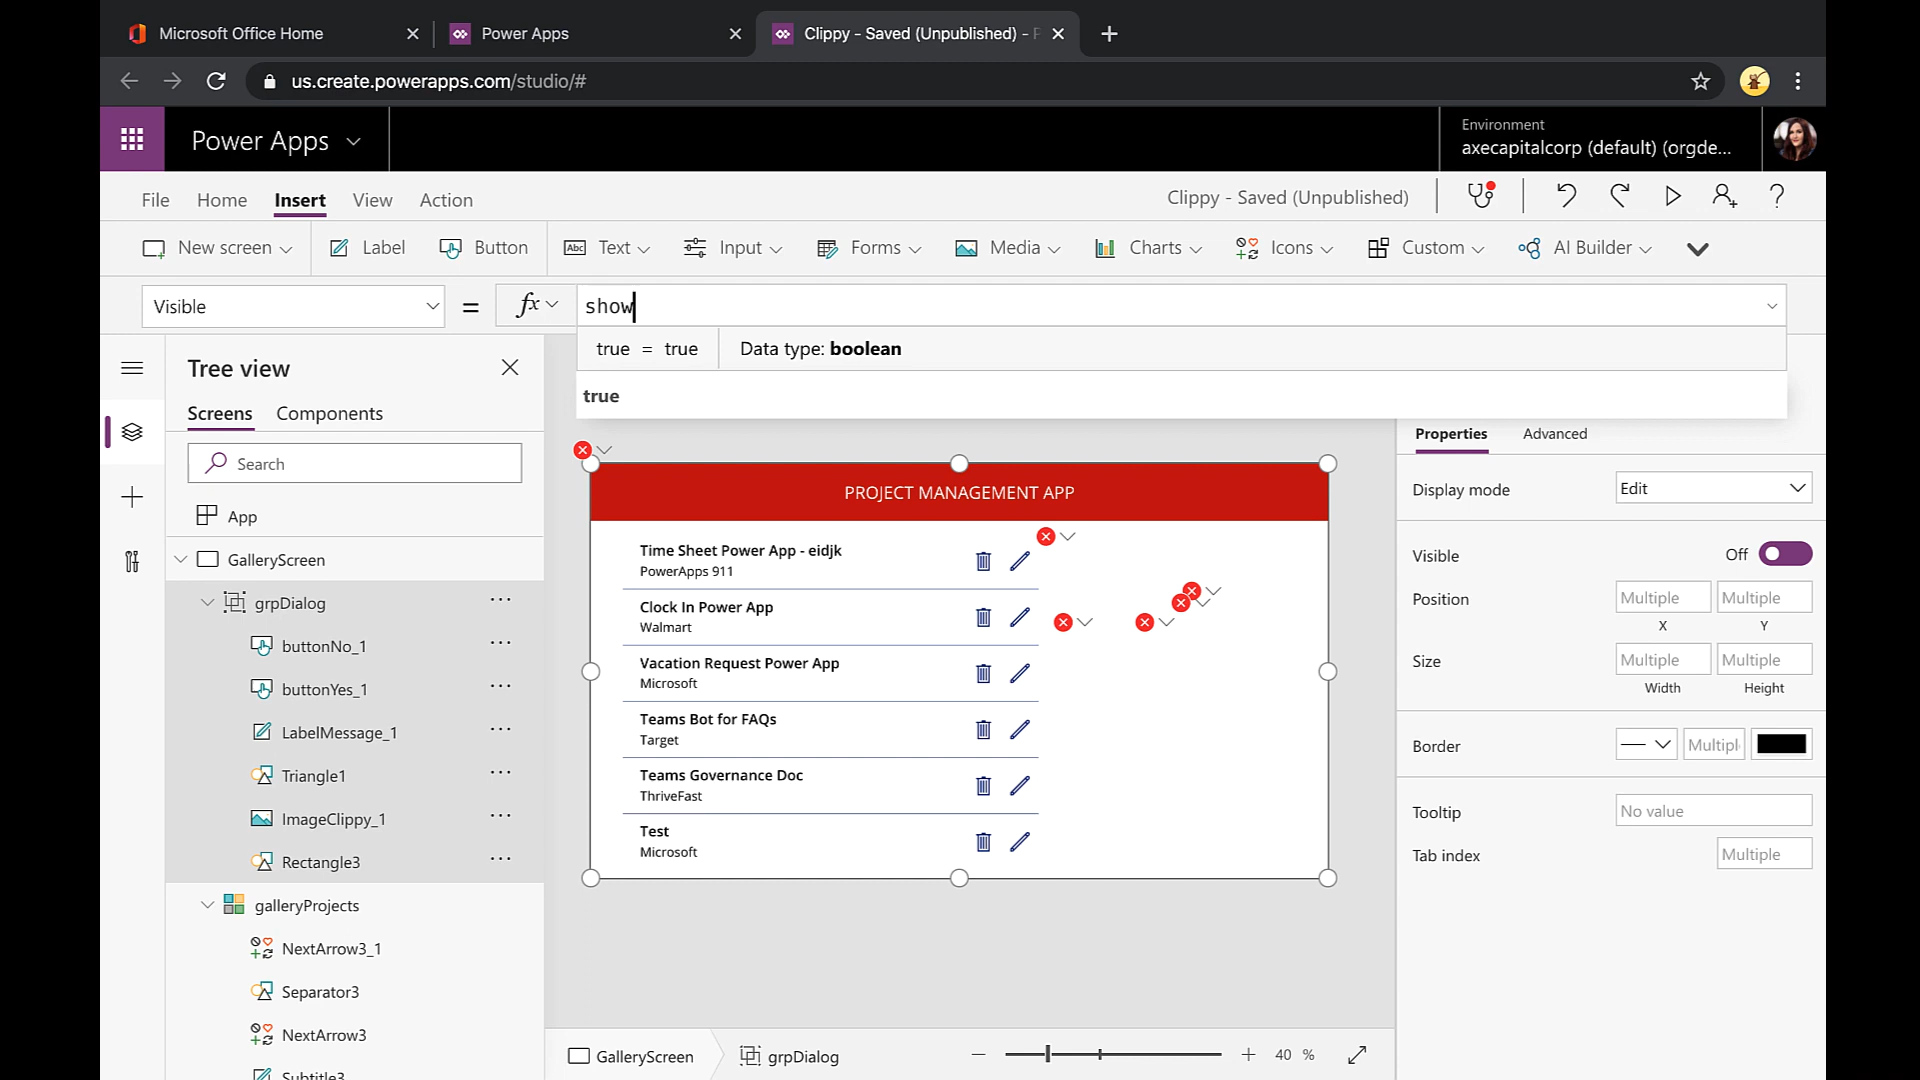 Microsoft Office Home
Power Apps
Clippy - Saved (Unpublished) - P
us.create.powerapps.com/studio/#
Power Apps
Environment
axecapitalcorp (default) (orgde...
File Home Insert View Action
Clippy - Saved (Unpublished)
New screen Label Button Abc Text Input Forms Media Charts Icons Custom AI Builder
Visible = fx show
true = true Data type: boolean
true
Tree view
Screens Components
Search
App
GalleryScreen
grpDialog
buttonNo_1
buttonYes_1
LabelMessage_1
Triangle1
ImageClippy_1
Rectangle3
galleryProjects
NextArrow3_1
Separator3
NextArrow3
Subtitle3
PROJECT MANAGEMENT APP
Time Sheet Power App - eidjk
PowerApps 911
Clock In Power App
Walmart
Vacation Request Power App
Microsoft
Teams Bot for FAQs
Target
Teams Governance Doc
ThriveFast
Test
Microsoft
GalleryScreen grpDialog
40 %
Properties Advanced
Display mode Edit
Visible Off
Position Multiple Multiple
X Y
Size Multiple Multiple
Width Height
Border Multipl
Tooltip No value
Tab index Multiple